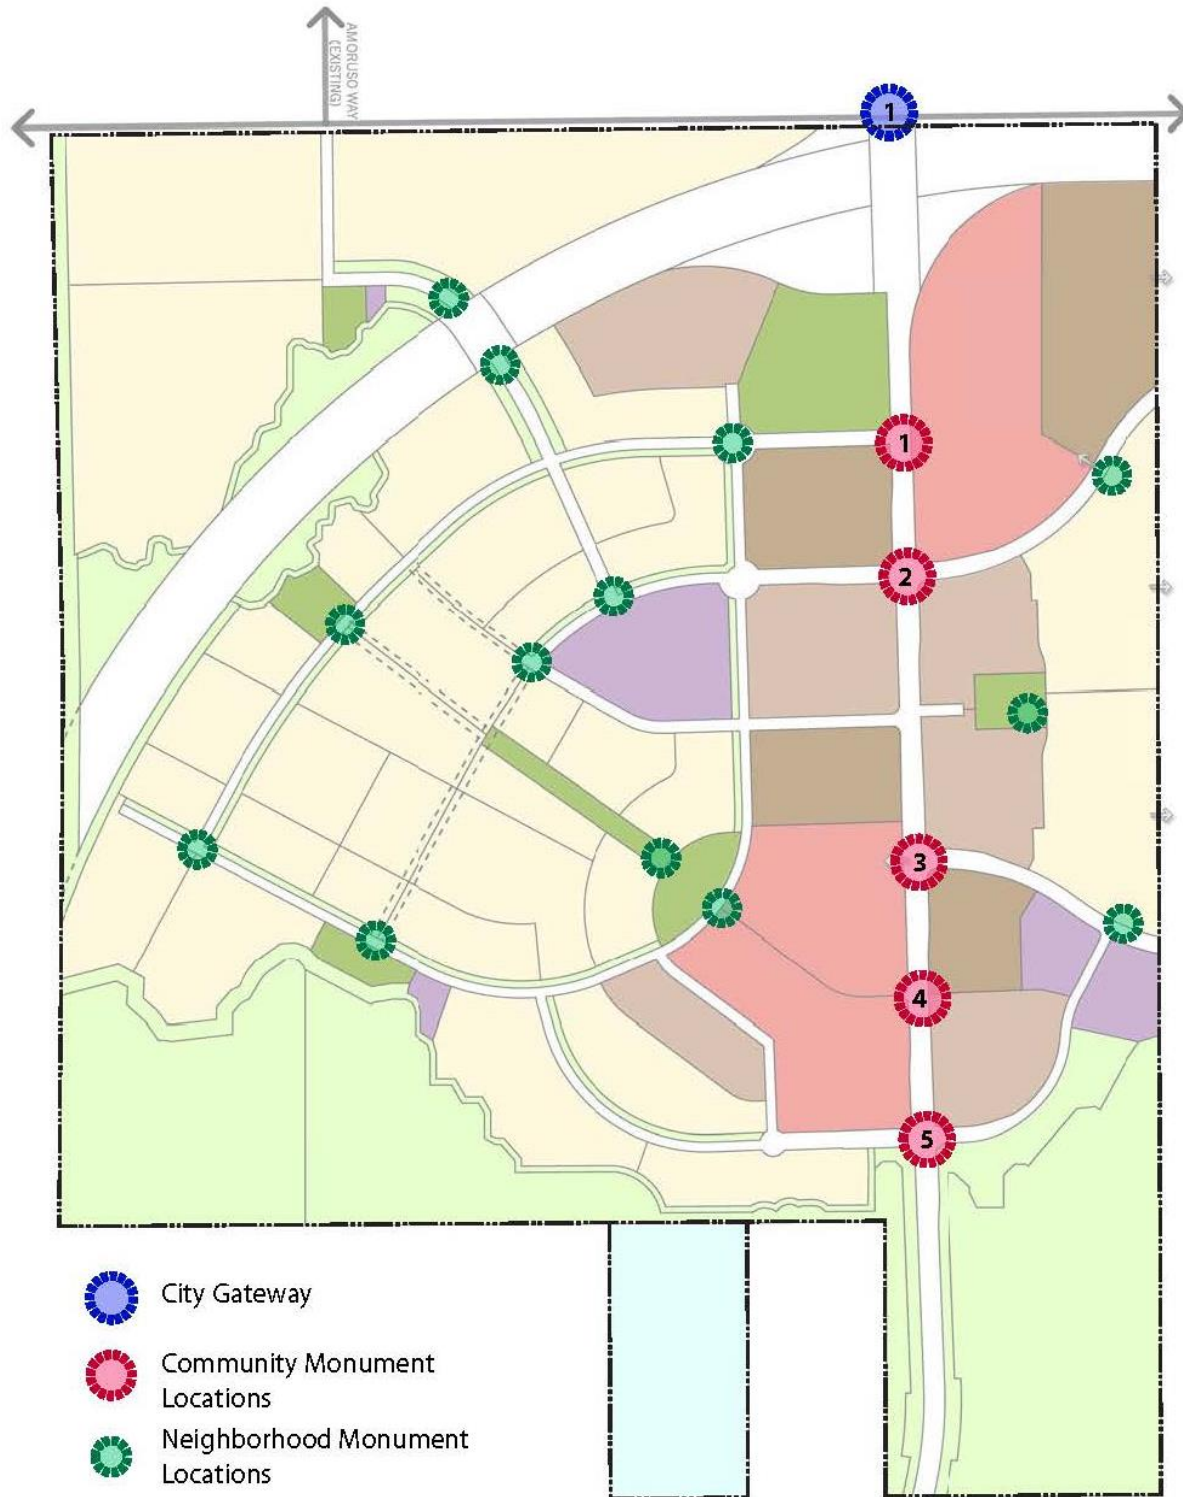 AMORUSO WAY
(EXISTING)
1
1
2
3
4
5
City Gateway
Community Monument
Locations
Neighborhood Monument
Locations